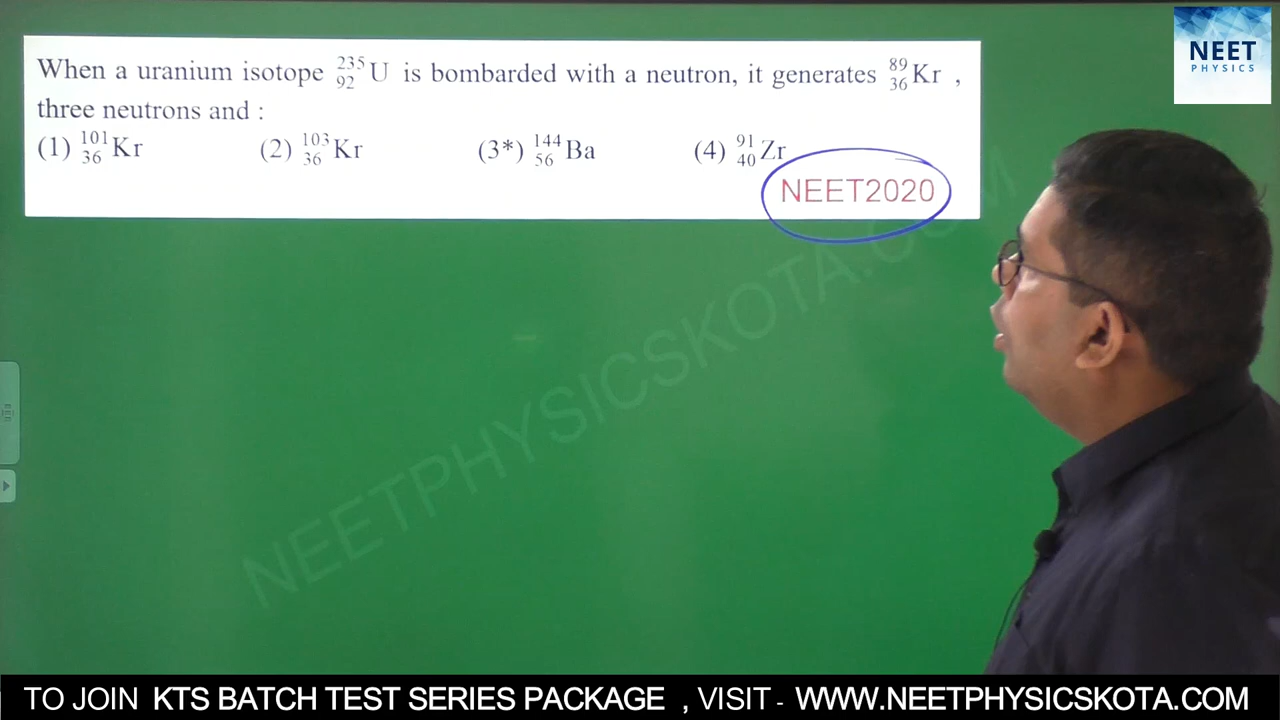 NEET
PHYSICS
When a uranium isotope ²³⁵₉₂U is bombarded with a neutron, it generates ⁸⁹₃₆Kr ,
three neutrons and :
(1) ¹⁰¹₃₆Kr (2) ¹⁰³₃₆Kr (3*) ¹⁴⁴₅₆Ba (4) ⁹¹₄₀Zr
NEET2020
NEETPHYSICSKOTA.COM
TO JOIN KTS BATCH TEST SERIES PACKAGE , VISIT - WWW.NEETPHYSICSKOTA.COM